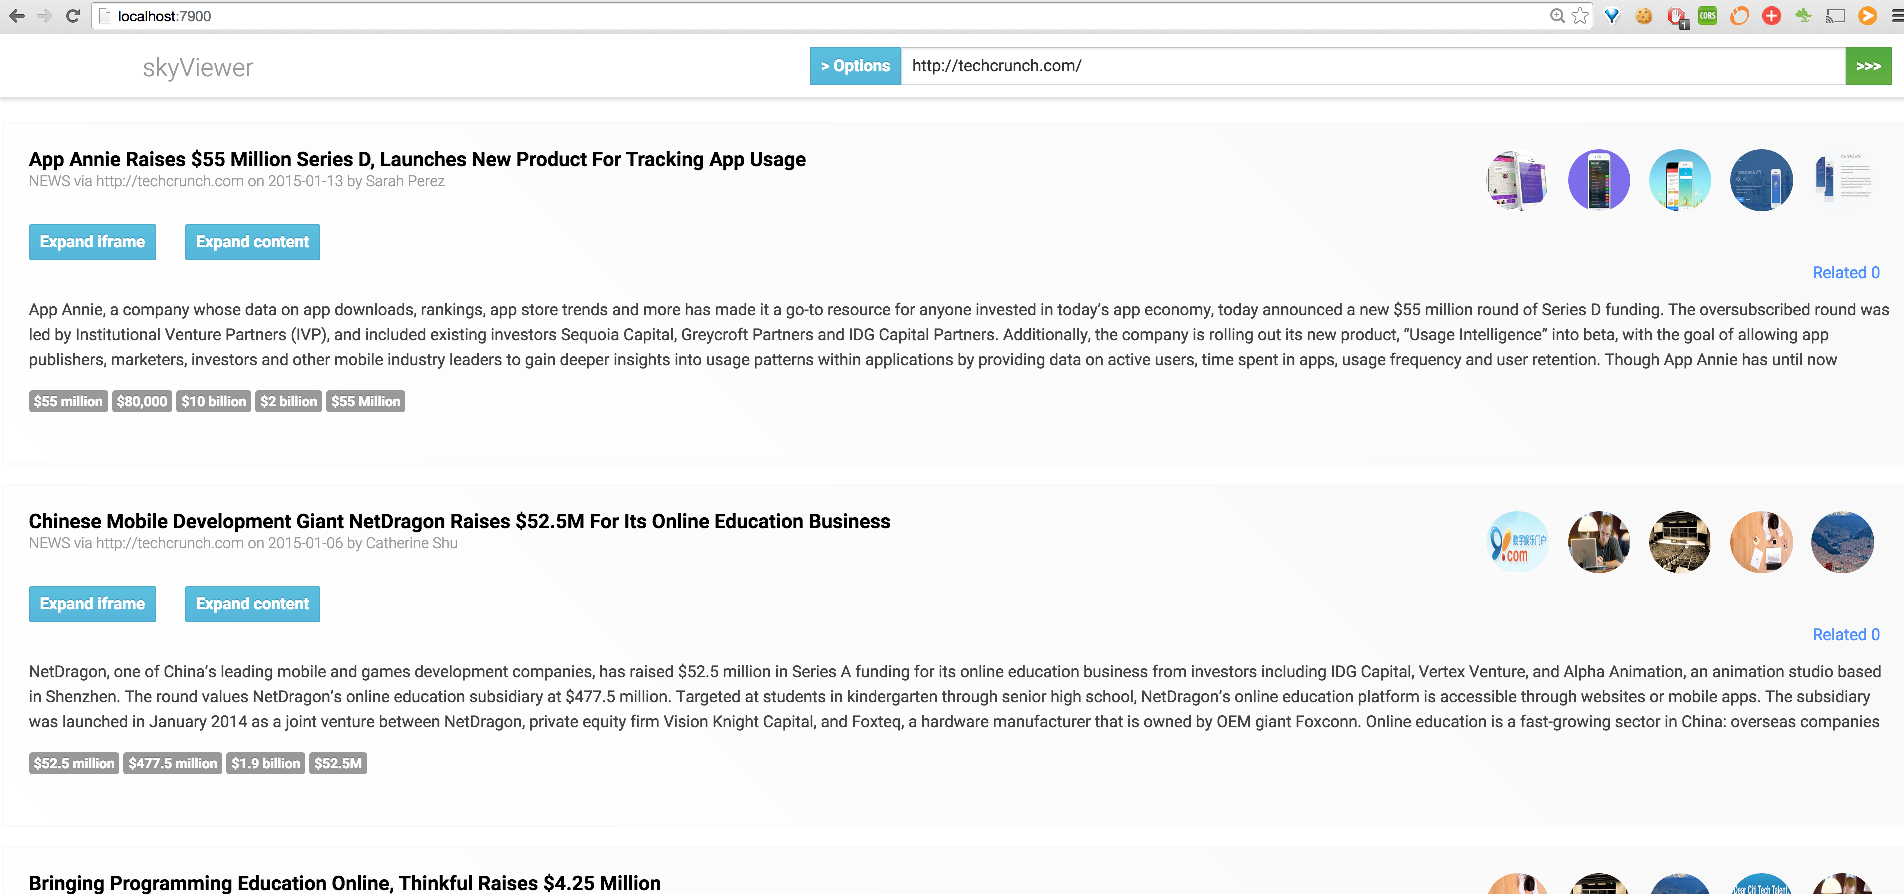 localhost:7900
1
CORS
skyViewer
> Options
http://techcrunch.com/
>>>
App Annie Raises $55 Million Series D, Launches New Product For Tracking App Usage
NEWS via http://techcrunch.com on 2015-01-13 by Sarah Perez
Expand iframe
Expand content
Related 0
App Annie, a company whose data on app downloads, rankings, app store trends and more has made it a go-to resource for anyone invested in today’s app economy, today announced a new $55 million round of Series D funding. The oversubscribed round was
led by Institutional Venture Partners (IVP), and included existing investors Sequoia Capital, Greycroft Partners and IDG Capital Partners. Additionally, the company is rolling out its new product, “Usage Intelligence” into beta, with the goal of allowing app
publishers, marketers, investors and other mobile industry leaders to gain deeper insights into usage patterns within applications by providing data on active users, time spent in apps, usage frequency and user retention. Though App Annie has until now
$55 million $80,000 $10 billion $2 billion $55 Million
Chinese Mobile Development Giant NetDragon Raises $52.5M For Its Online Education Business
NEWS via http://techcrunch.com on 2015-01-06 by Catherine Shu
数字娱乐门户
.com
Expand iframe
Expand content
Related 0
NetDragon, one of China’s leading mobile and games development companies, has raised $52.5 million in Series A funding for its online education business from investors including IDG Capital, Vertex Venture, and Alpha Animation, an animation studio based
in Shenzhen. The round values NetDragon’s online education subsidiary at $477.5 million. Targeted at students in kindergarten through senior high school, NetDragon’s online education platform is accessible through websites or mobile apps. The subsidiary
was launched in January 2014 as a joint venture between NetDragon, private equity firm Vision Knight Capital, and Foxteq, a hardware manufacturer that is owned by OEM giant Foxconn. Online education is a fast-growing sector in China: overseas companies
$52.5 million $477.5 million $1.9 billion $52.5M
Bringing Programming Education Online, Thinkful Raises $4.25 Million
Dear Citi Tech Talent,